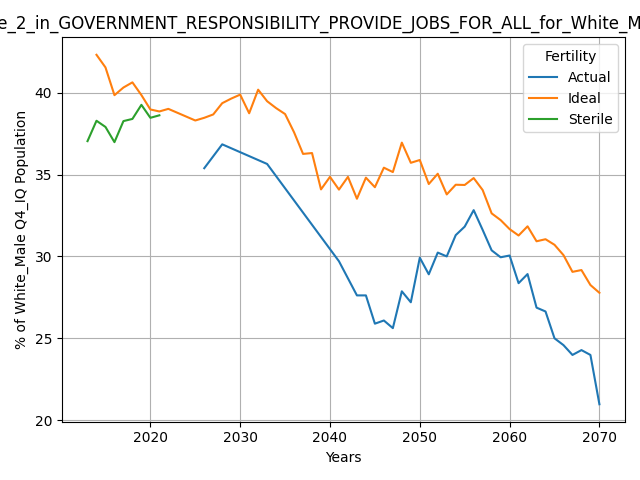 e_2_in_GOVERNMENT_RESPONSIBILITY_PROVIDE_JOBS_FOR_ALL_for_White_M
Fertility
Actual
Ideal
Sterile
% of White_Male Q4_IQ Population
40
35
30
25
20
2020
2030
2040
2050
2060
2070
Years